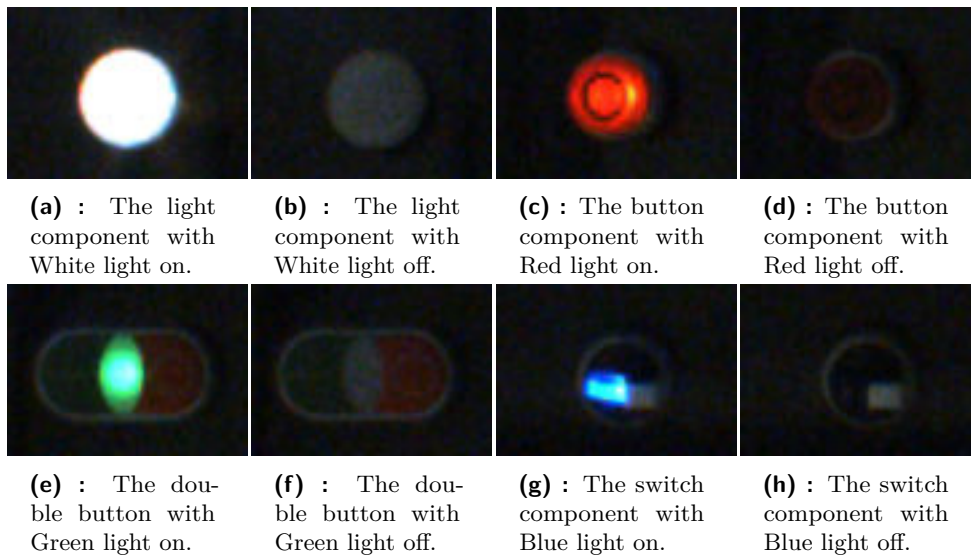 (a) : The light
component with
White light on.
(b) : The light
component with
White light off.
(c) : The button
component with
Red light on.
(d) : The button
component with
Red light off.
(e) : The dou-
ble button with
Green light on.
(f) : The dou-
ble button with
Green light off.
(g) : The switch
component with
Blue light on.
(h) : The switch
component with
Blue light off.